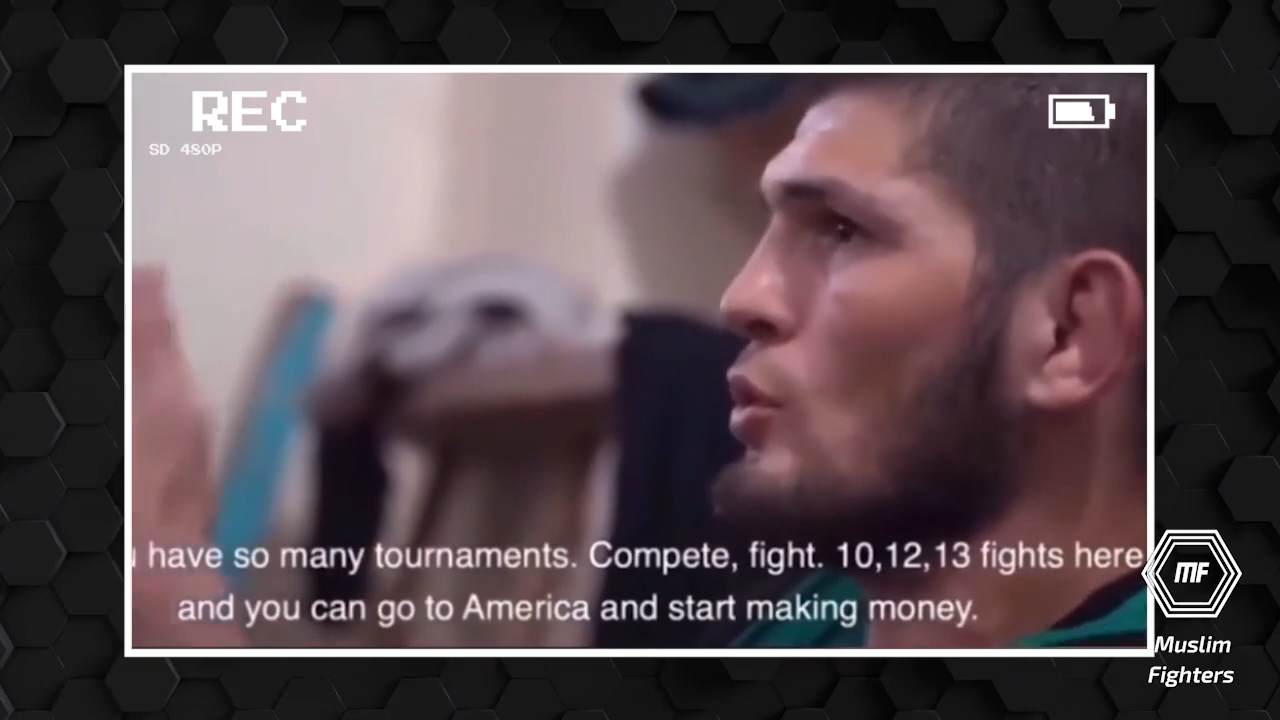 REC
SD 480P
have so many tournaments. Compete, fight. 10,12,13 fights here
and you can go to America and start making money.
MF
Muslim
Fighters